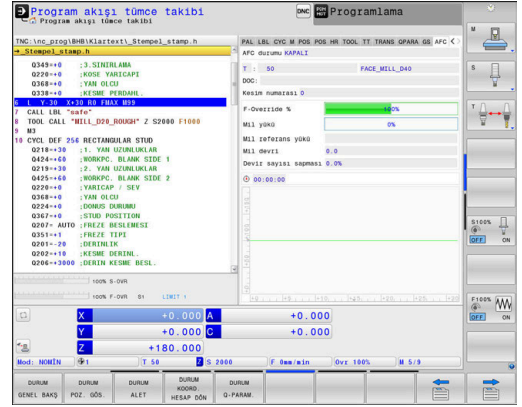 Program akışı tümce takibi
Program akışı tümce takibi
DNC
Programlama
TNC:\nc_prog\BHB\Klartext\_Stempel_stamp.h
→_Stempel_stamp.h
Q349=+0 ;3.SINIRLAMA
Q220=+0 ;KOSE YARICAPI
Q368=+0 ;YAN OLCU
Q338=+0 ;KESME PERDAHL.
6 L Y-30 X+30 R0 FMAX M99
7 CALL LBL "safe"
8 TOOL CALL "MILL_D20_ROUGH" Z S2000 F1000
9 M3
10 CYCL DEF 256 RECTANGULAR STUD
Q218=+30 ;1. YAN UZUNLUKLAR
Q424=+60 ;WORKPC. BLANK SIDE 1
Q219=+30 ;2. YAN UZUNLUKLAR
Q425=+60 ;WORKPC. BLANK SIDE 2
Q220=+0 ;YARICAP / SEV
Q368=+0 ;YAN OLCU
Q224=+0 ;DONUS DURUMU
Q367=+0 ;STUD POSITION
Q207= AUTO ;FREZE BESLEMESI
Q351=+1 ;FREZE TIPI
Q201=-20 ;DERINLIK
Q202=+10 ;KESME DERINL.
Q206=+3000 ;DERIN KESME BESL.
100% S-OVR
100% F-OVR S1 LIMIT 1
PAL LBL CYC M POS POS HR TOOL TT TRANS QPARA GS AFC
AFC durumu KAPALI
T : 50 FACE_MILL_D40
DOC:
Kesim numarası 0
F-Override % 100%
Mil yükü 0%
Mil referans yükü
Mil devri 0.0
Devir sayısı sapması 0.0%
00:00:00
X +0.000 A +0.000
Y +0.000 C +0.000
Z +180.000
Mod: NOMİN 1 T 50 Z S 2000 F 0mm/min Ovr 100% M 5/9
DURUM GENEL BAKŞ
DURUM POZ. GÖS.
DURUM ALET
DURUM KOORD. HESAP DÖN
DURUM Q-PARAM.
M
S
T
S100%
OFF ON
F100%
OFF ON